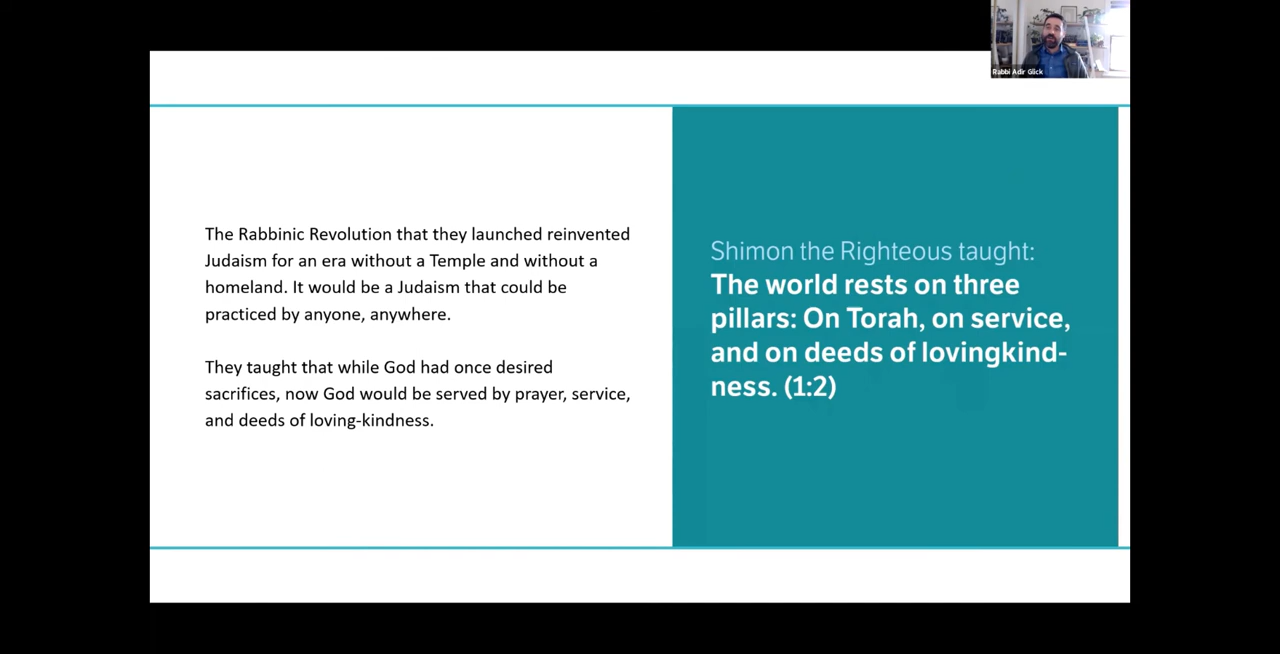 Rabbi Adir Glick
The Rabbinic Revolution that they launched reinvented
Judaism for an era without a Temple and without a
homeland. It would be a Judaism that could be
practiced by anyone, anywhere.
They taught that while God had once desired
sacrifices, now God would be served by prayer, service,
and deeds of loving-kindness.
Shimon the Righteous taught:
The world rests on three
pillars: On Torah, on service,
and on deeds of lovingkind-
ness. (1:2)